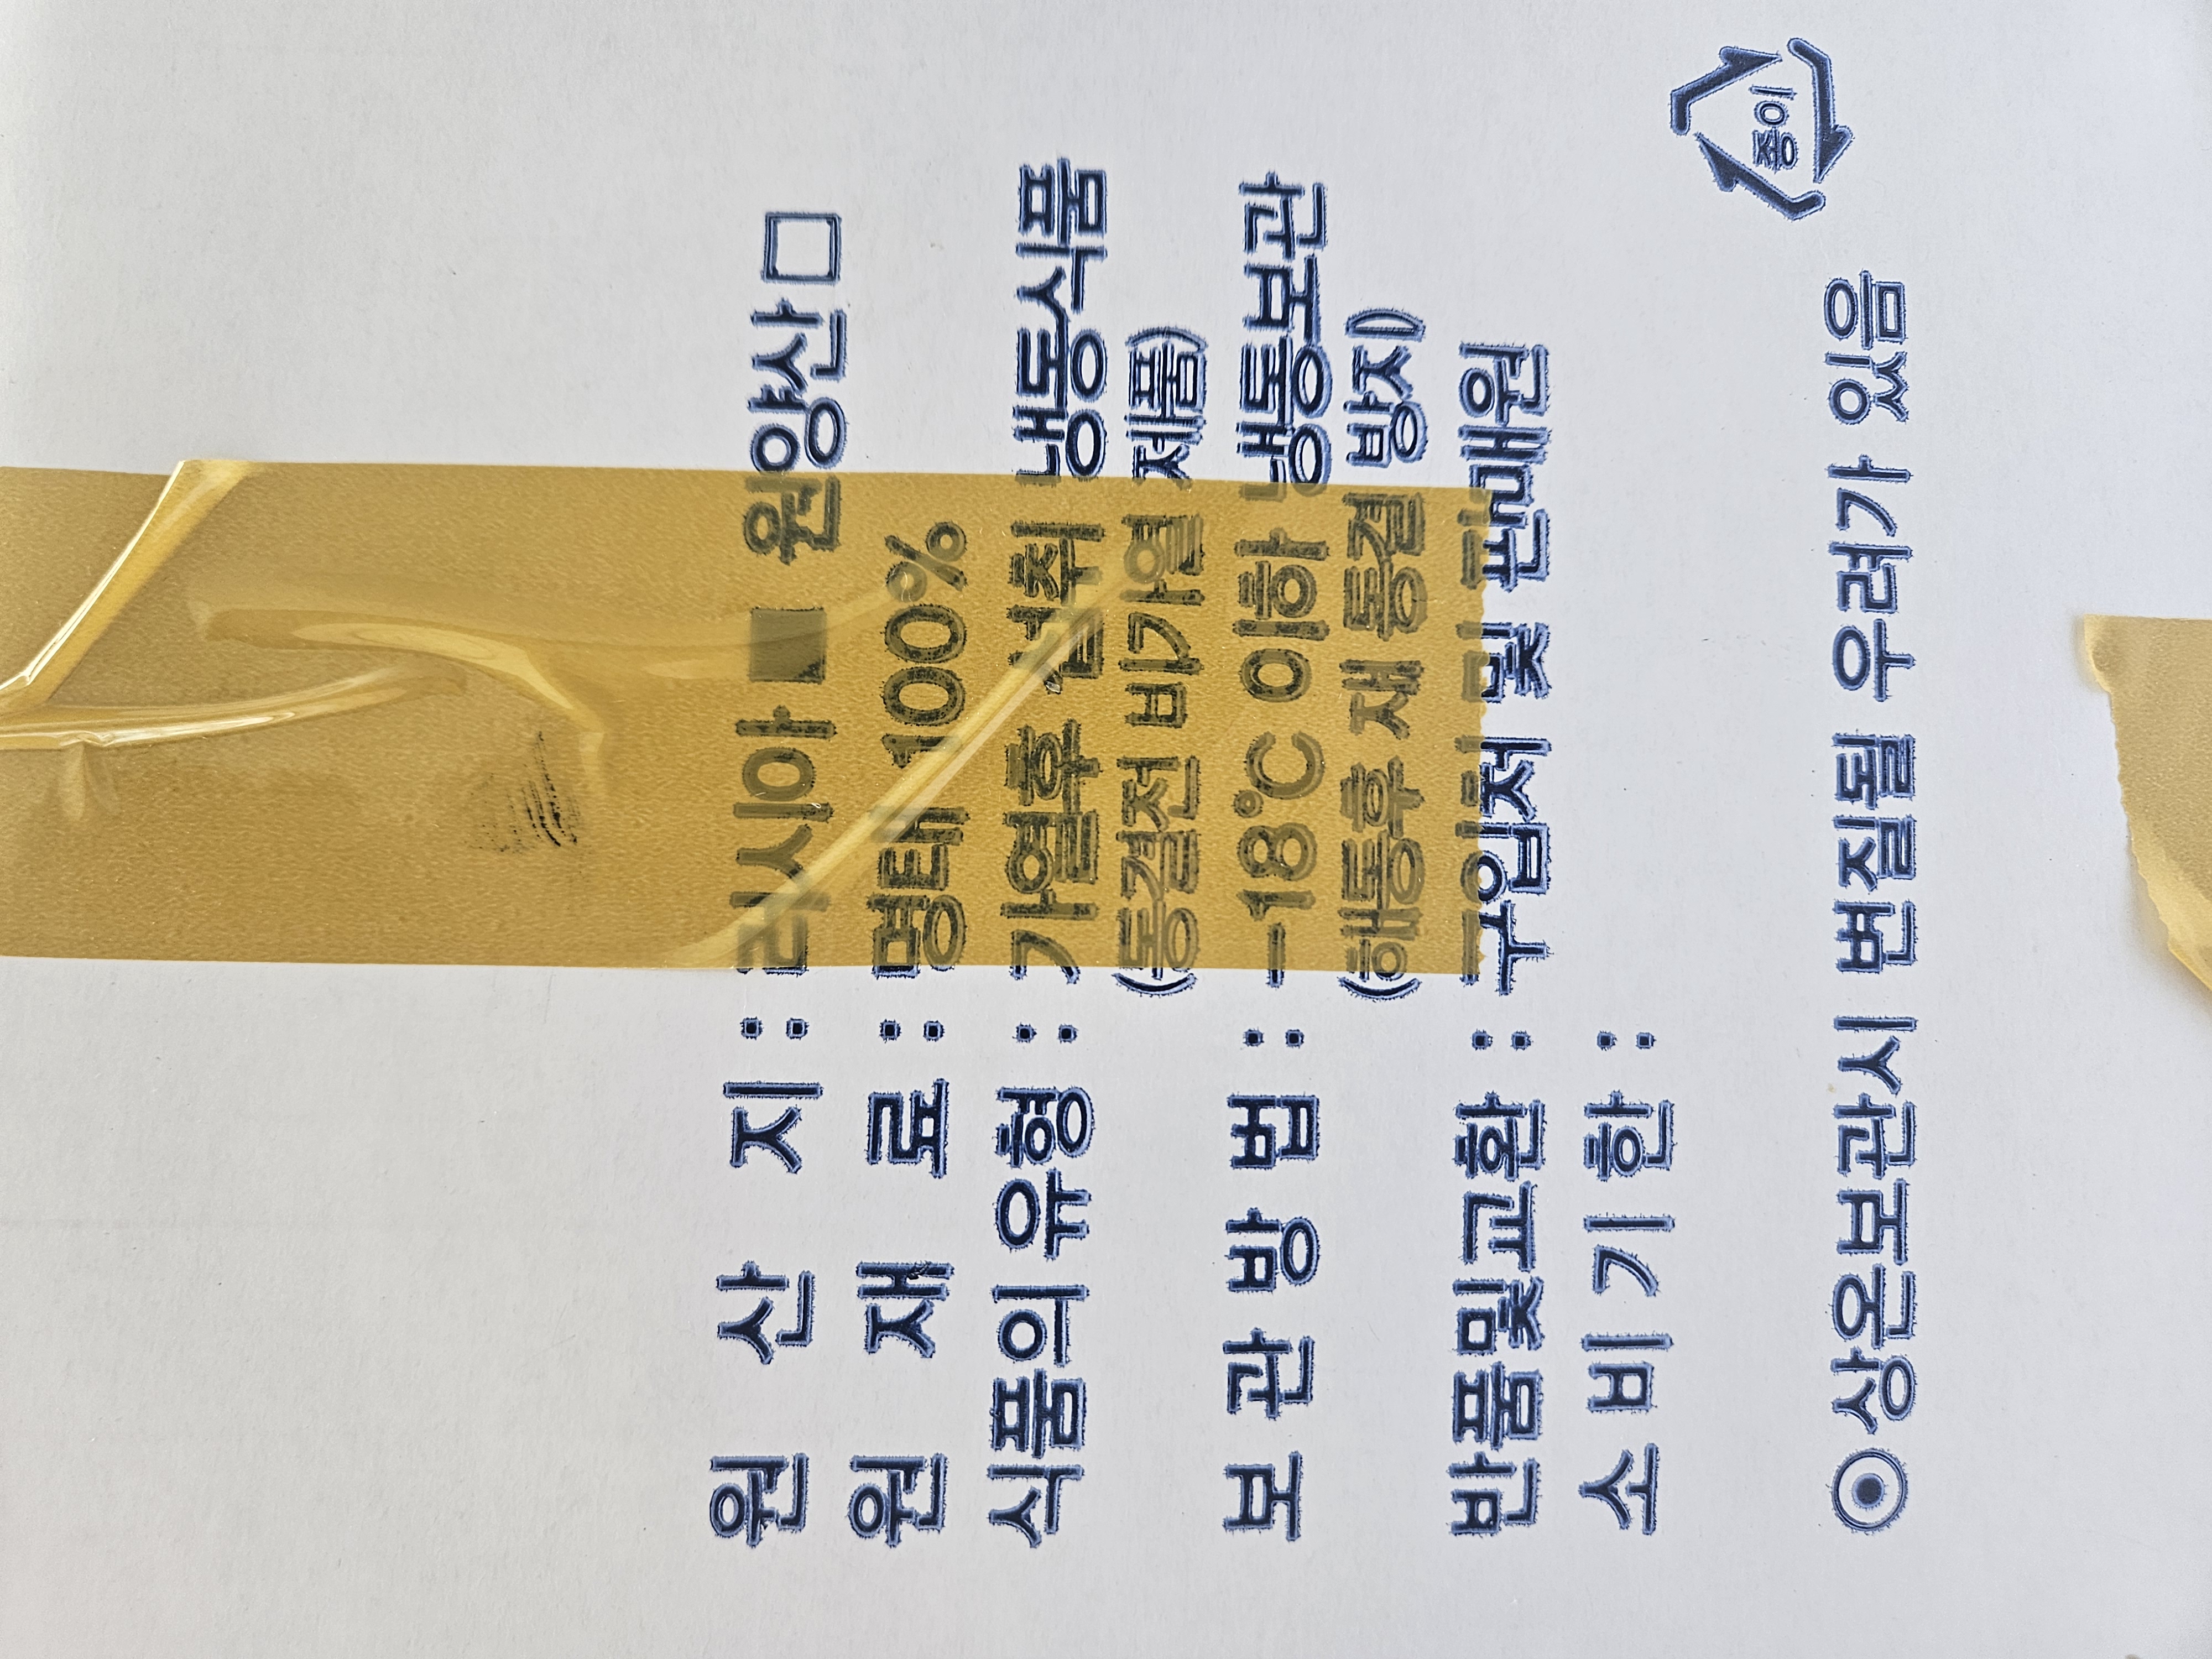 원 산 지 : 러시아 ■ 원양산 □
원 재 료 : 명태 100%
식품의 유형 : 가열후 섭취 냉동식품
(동결전 비가열 제품)
보 관 방 법 : -18℃ 이하 냉동보관
(해동후 재 동결 방지)
반품및교환 : 구입처 및 판매원
소 비 기 한 :
◉상온보관시 변질될 우려가 있음
종이